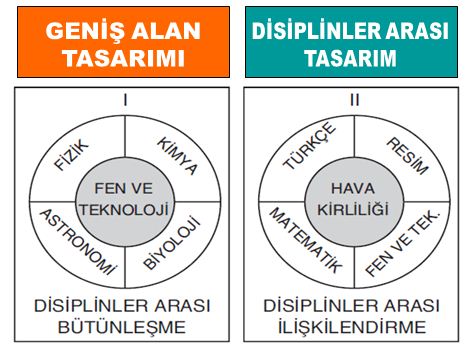 GENİŞ ALAN
TASARIMI
DİSİPLİNLER ARASI
TASARIM
I
FİZİK
KİMYA
FEN VE
TEKNOLOJİ
ASTRONOMİ
BİYOLOJİ
DİSİPLİNLER ARASI
BÜTÜNLEŞME
II
TÜRKÇE
RESİM
HAVA
KİRLİLİĞİ
MATEMATİK
FEN VE TEK.
DİSİPLİNLER ARASI
İLİŞKİLENDİRME